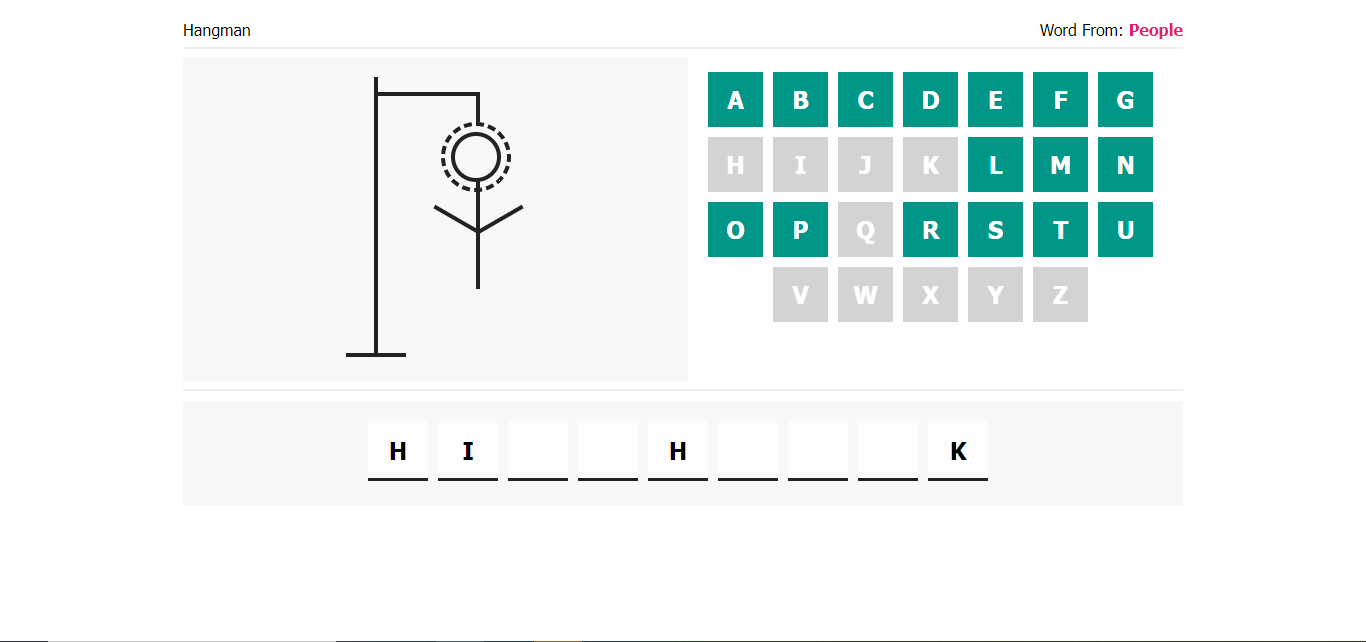 Hangman
Word From: People
A B C D E F G
H I J K L M N
O P Q R S T U
V W X Y Z
H I H K